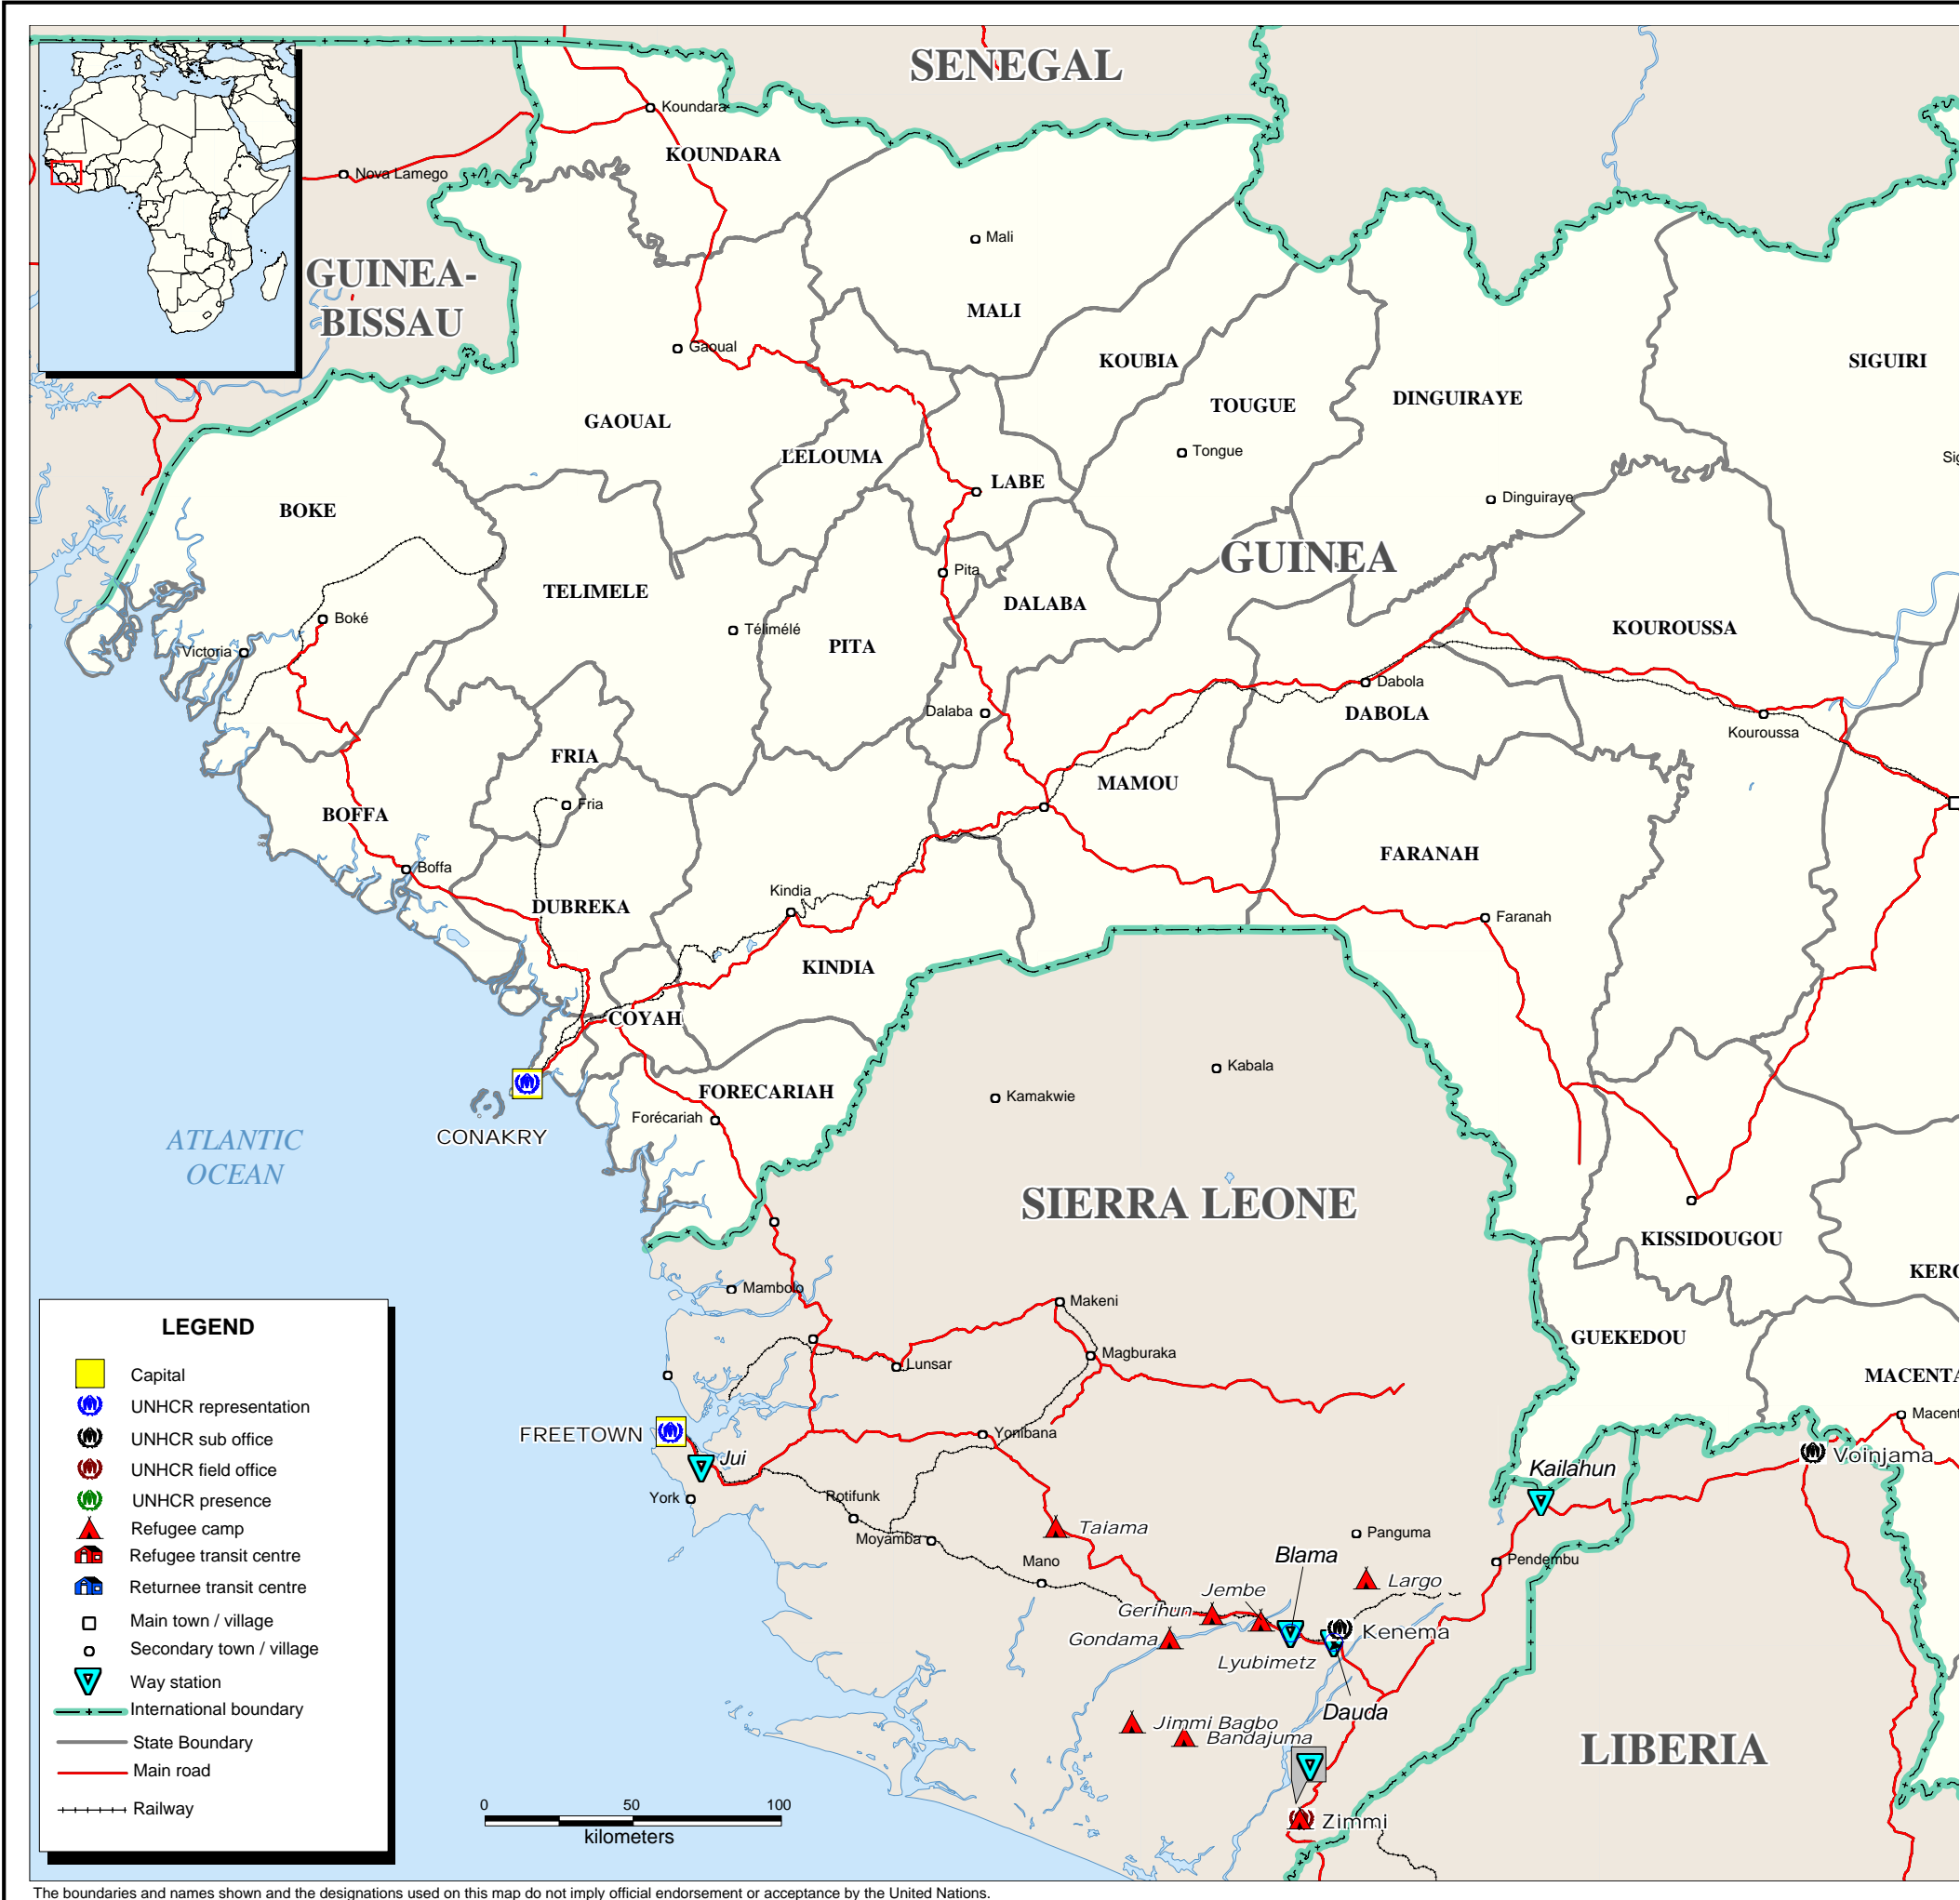 SENEGAL
Koundara
KOUNDARA
Nova Lamego
Mali
GUINEA-
BISSAU
MALI
Gaoual
KOUBIA
SIGUIRI
TOUGUE
DINGUIRAYE
GAOUAL
LELOUMA
Tongue
LABE
Dinguiraye
BOKE
GUINEA
Pita
TELIMELE
DALABA
Boké
Télimélé
KOUROUSSA
Victoria
PITA
Dabola
Dalaba
DABOLA
Kouroussa
FRIA
MAMOU
Fria
BOFFA
FARANAH
Boffa
Kindia
DUBREKA
Faranah
KINDIA
COYAH
Kabala
FORECARIAH
Kamakwie
Forécariah
CONAKRY
ATLANTIC
OCEAN
SIERRA LEONE
KISSIDOUGOU
KERO
Mambolo
Makeni
GUEKEDOU
Magburaka
Lunsar
MACENTA
Macent
FREETOWN
Yonibana
Jui
Voinjama
Kailahun
York
Rotifunk
Taiama
Panguma
Moyamba
Blama
Mano
Pendembu
Jembe
Largo
Gerihun
Gondama
Kenema
Lyubimetz
Dauda
Jimmi Bagbo
Bandajuma
LIBERIA
Zimmi
LEGEND
Capital
UNHCR representation
UNHCR sub office
UNHCR field office
UNHCR presence
Refugee camp
Refugee transit centre
Returnee transit centre
Main town / village
Secondary town / village
Way station
International boundary
State Boundary
Main road
Railway
0 50 100
kilometers
The boundaries and names shown and the designations used on this map do not imply official endorsement or acceptance by the United Nations.